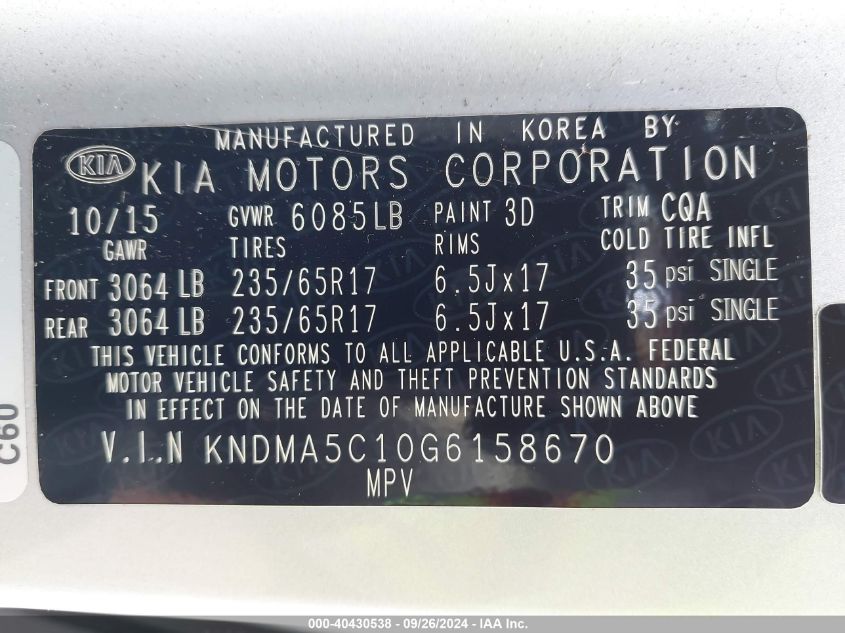 MANUFACTURED IN KOREA BY
KIA KIA MOTORS CORPORATION
10/15 GVWR 6085LB PAINT 3D TRIM CQA
GAWR TIRES RIMS COLD TIRE INFL
FRONT 3064 LB 235/65R17 6.5Jx17 35 psi SINGLE
REAR 3064 LB 235/65R17 6.5Jx17 35 psi SINGLE
THIS VEHICLE CONFORMS TO ALL APPLICABLE U.S.A. FEDERAL
MOTOR VEHICLE SAFETY AND THEFT PREVENTION STANDARDS
IN EFFECT ON THE DATE OF MANUFACTURE SHOWN ABOVE
V.I.N KNDMA5C10G6158670
MPV
C60
000-40430538 - 09/26/2024 - IAA Inc.